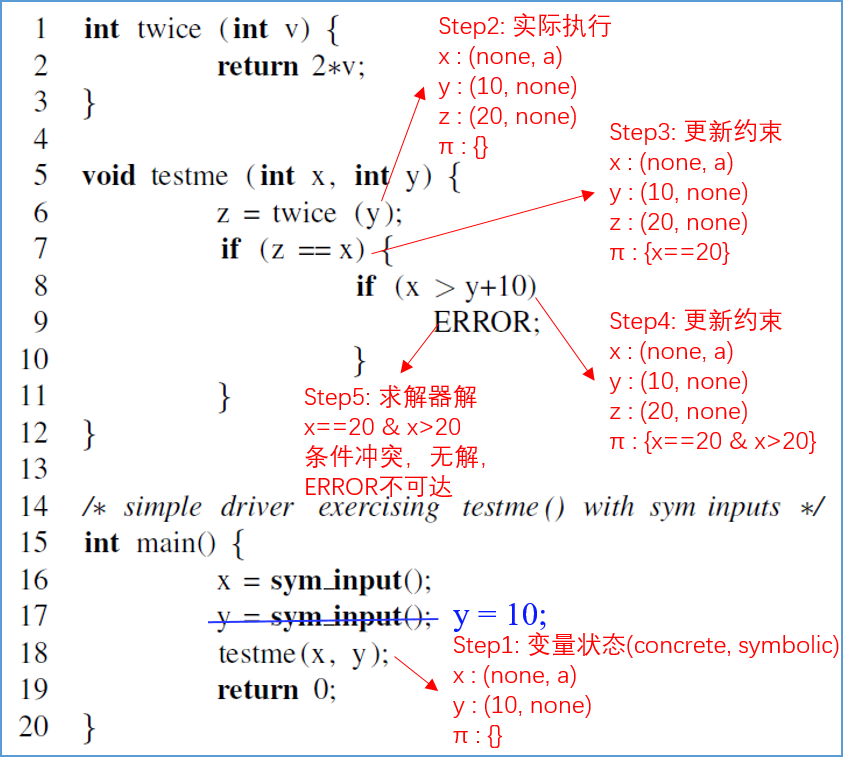 1 int twice (int v) {
2 return 2*v;
3 }
4
5 void testme (int x, int y) {
6 z = twice (y);
7 if (z == x) {
8 if (x > y+10)
9 ERROR;
10 }
11 }
12 }
13
14 /* simple driver exercising testme() with sym inputs */
15 int main() {
16 x = sym_input();
17 y = sym_input(); y = 10;
18 testme(x, y);
19 return 0;
20 }
Step2: 实际执行
x : (none, a)
y : (10, none)
z : (20, none)
π : {}
Step3: 更新约束
x : (none, a)
y : (10, none)
z : (20, none)
π : {x==20}
Step4: 更新约束
x : (none, a)
y : (10, none)
z : (20, none)
π : {x==20 & x>20}
Step5: 求解器解
x==20 & x>20
条件冲突，无解，
ERROR不可达
Step1: 变量状态(concrete, symbolic)
x : (none, a)
y : (10, none)
π : {}